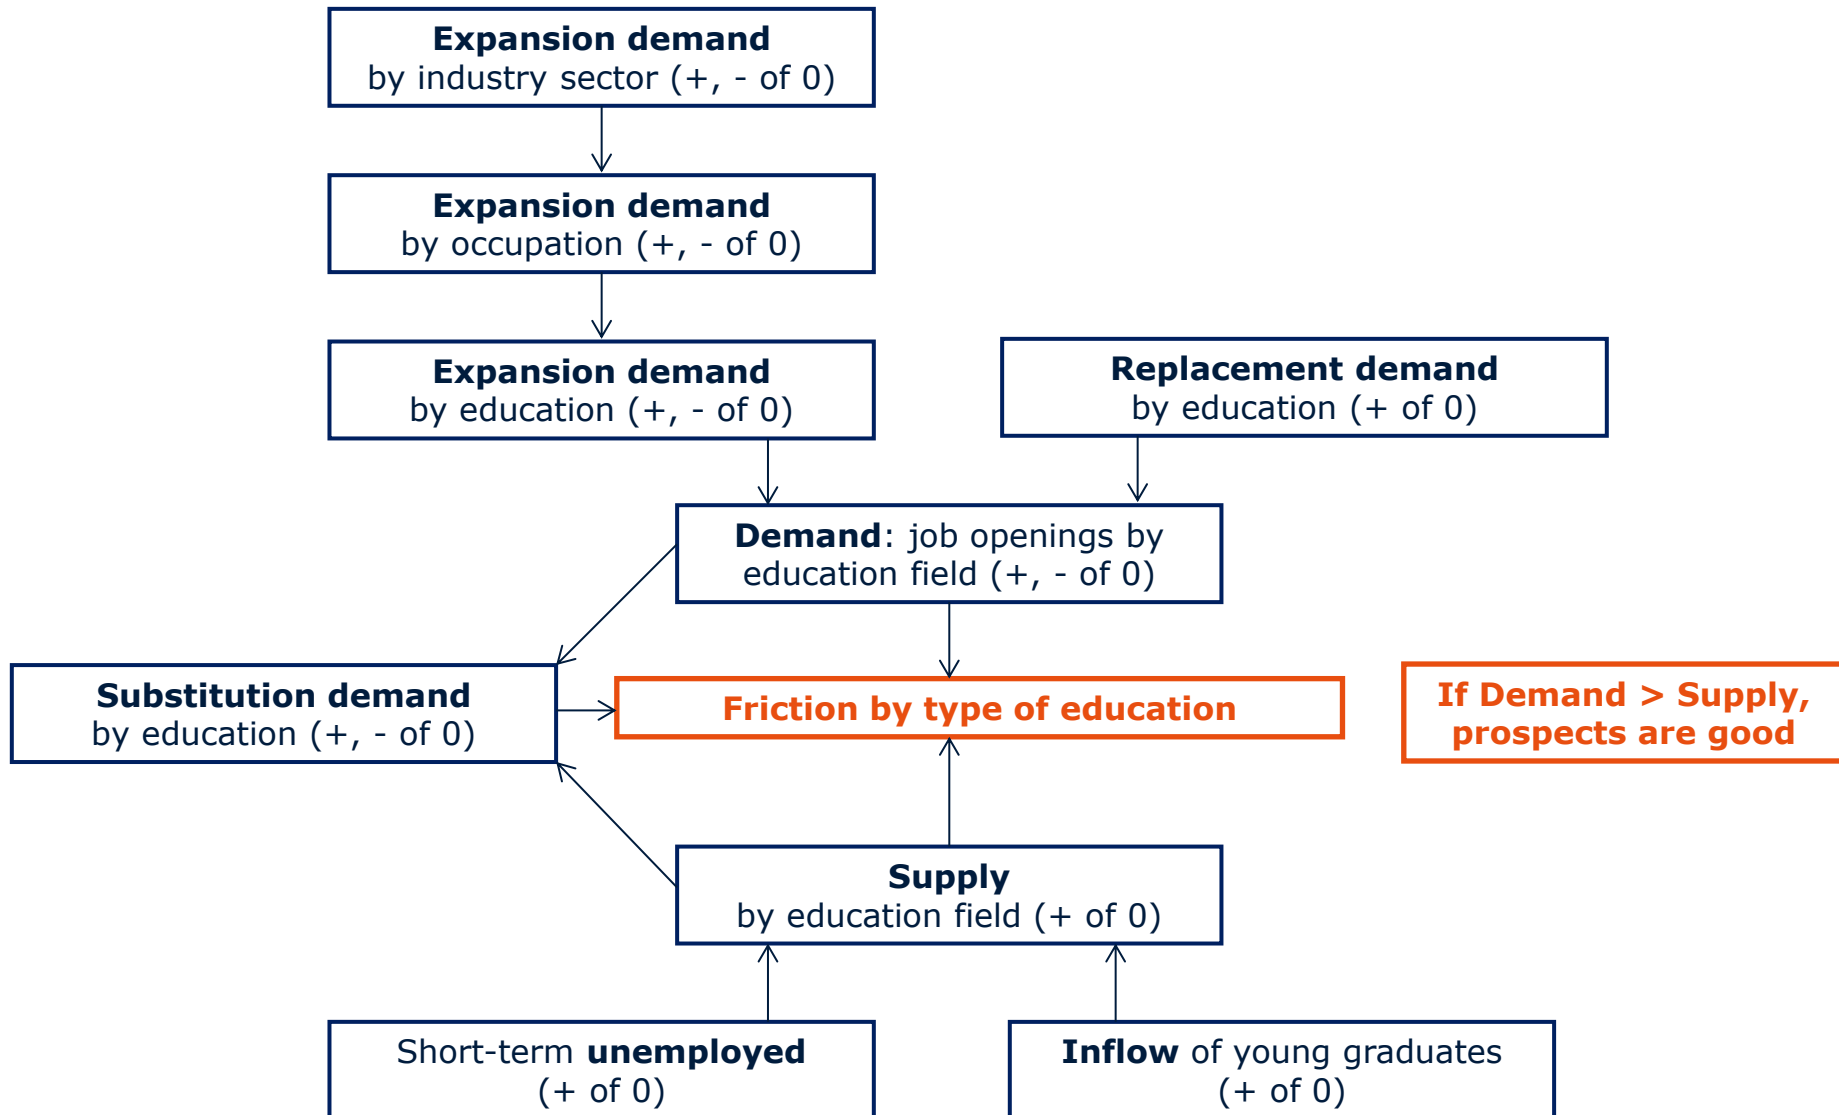 Expansion demand
by industry sector (+, - of 0)
Expansion demand
by occupation (+, - of 0)
Expansion demand
by education (+, - of 0)
Replacement demand
by education (+ of 0)
Demand: job openings by
education field (+, - of 0)
Substitution demand
by education (+, - of 0)
Friction by type of education
If Demand > Supply,
prospects are good
Supply
by education field (+ of 0)
Short-term unemployed
(+ of 0)
Inflow of young graduates
(+ of 0)